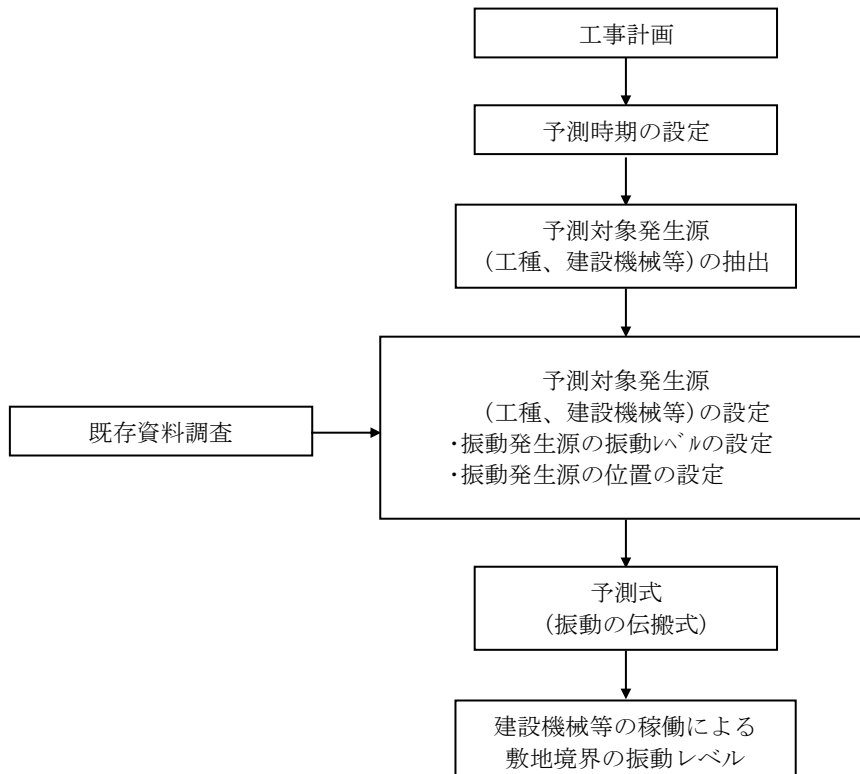 工事計画
予測時期の設定
予測対象発生源
(工種、建設機械等)の抽出
予測対象発生源
(工種、建設機械等)の設定
・振動発生源の振動ﾚﾍﾞﾙの設定
・振動発生源の位置の設定
既存資料調査
予測式
(振動の伝搬式)
建設機械等の稼働による
敷地境界の振動レベル